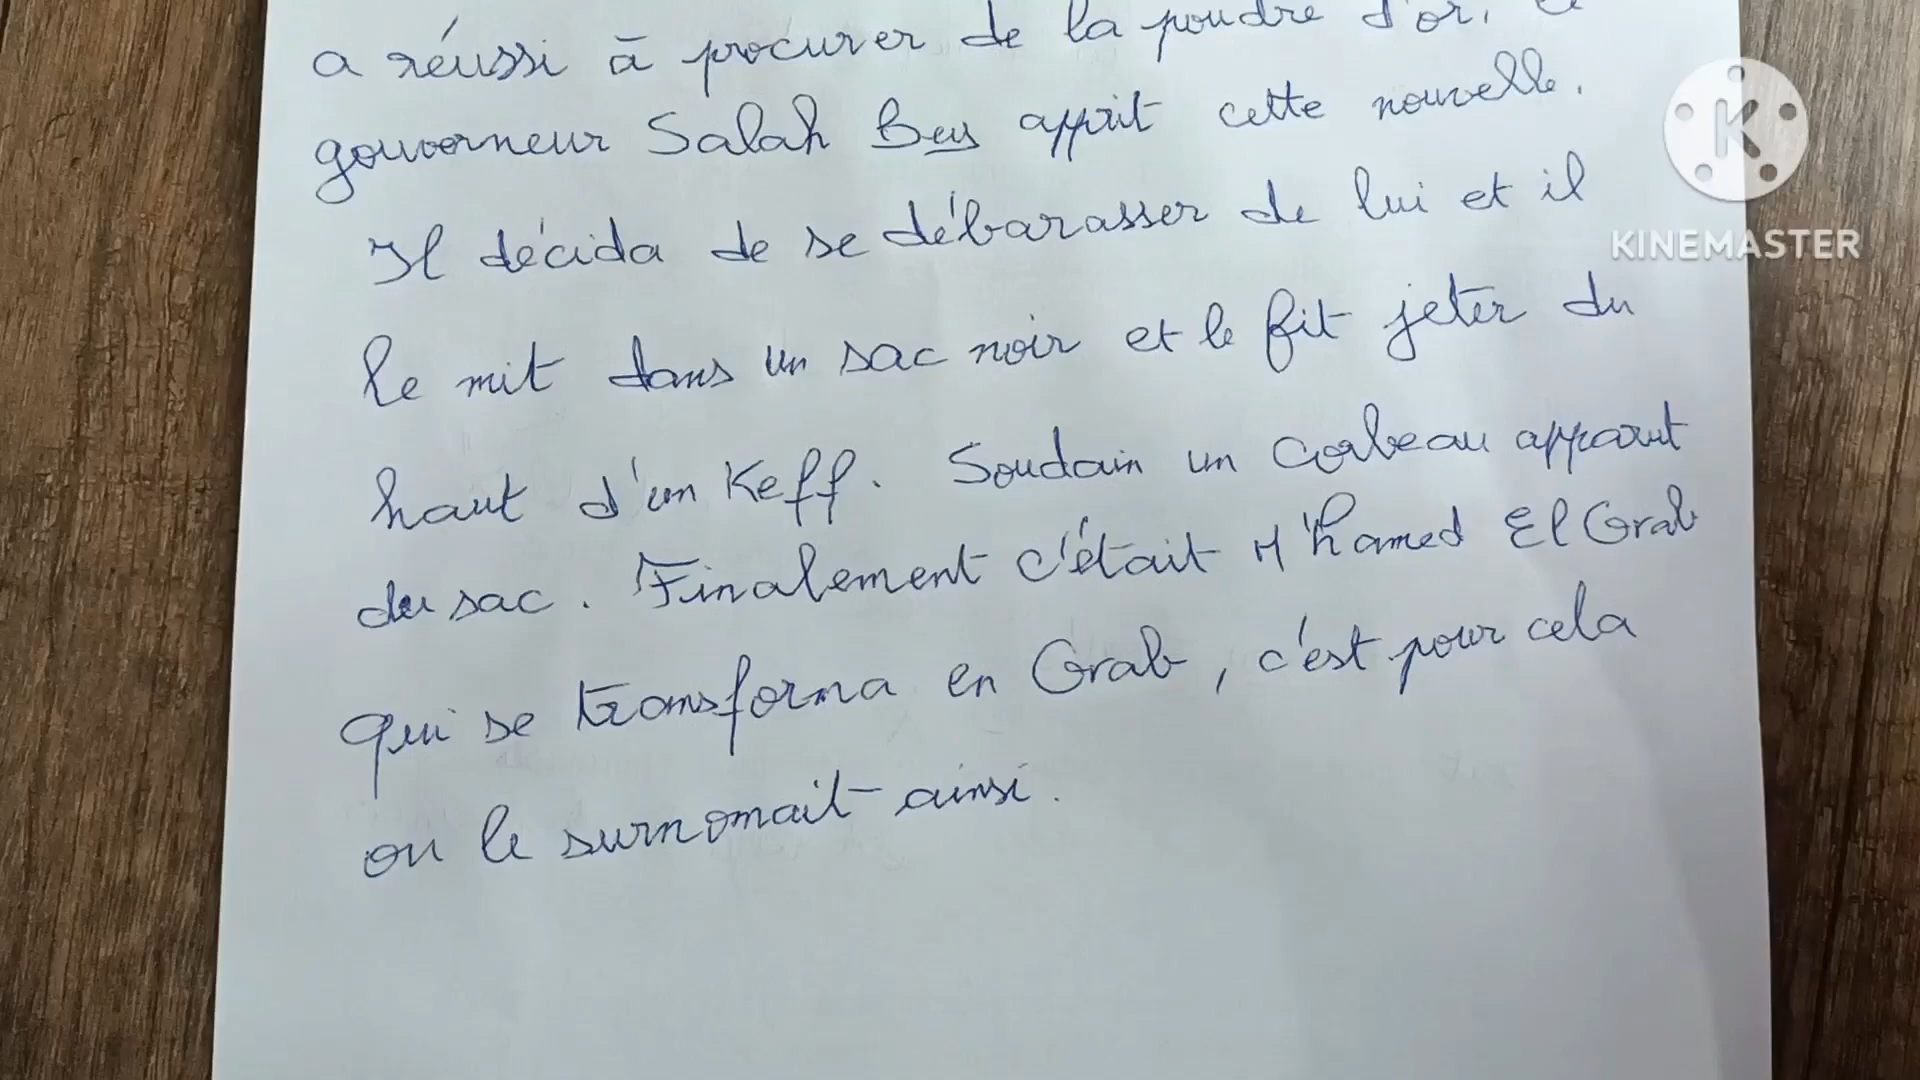 a réussi à procurer de la poudre d'or. Le
gouverneur Salah Bey apprit cette nouvelle.
Il décida de se débarasser de lui et il
le mit dans un sac noir et le fit jeter du
haut d'un Keff. Soudain un corbeau apparut
du sac. Finalement c'était M'hamed El Grab
qui se transforma en Grab, c'est pour cela
on le surnomait ainsi.
KINEMASTER